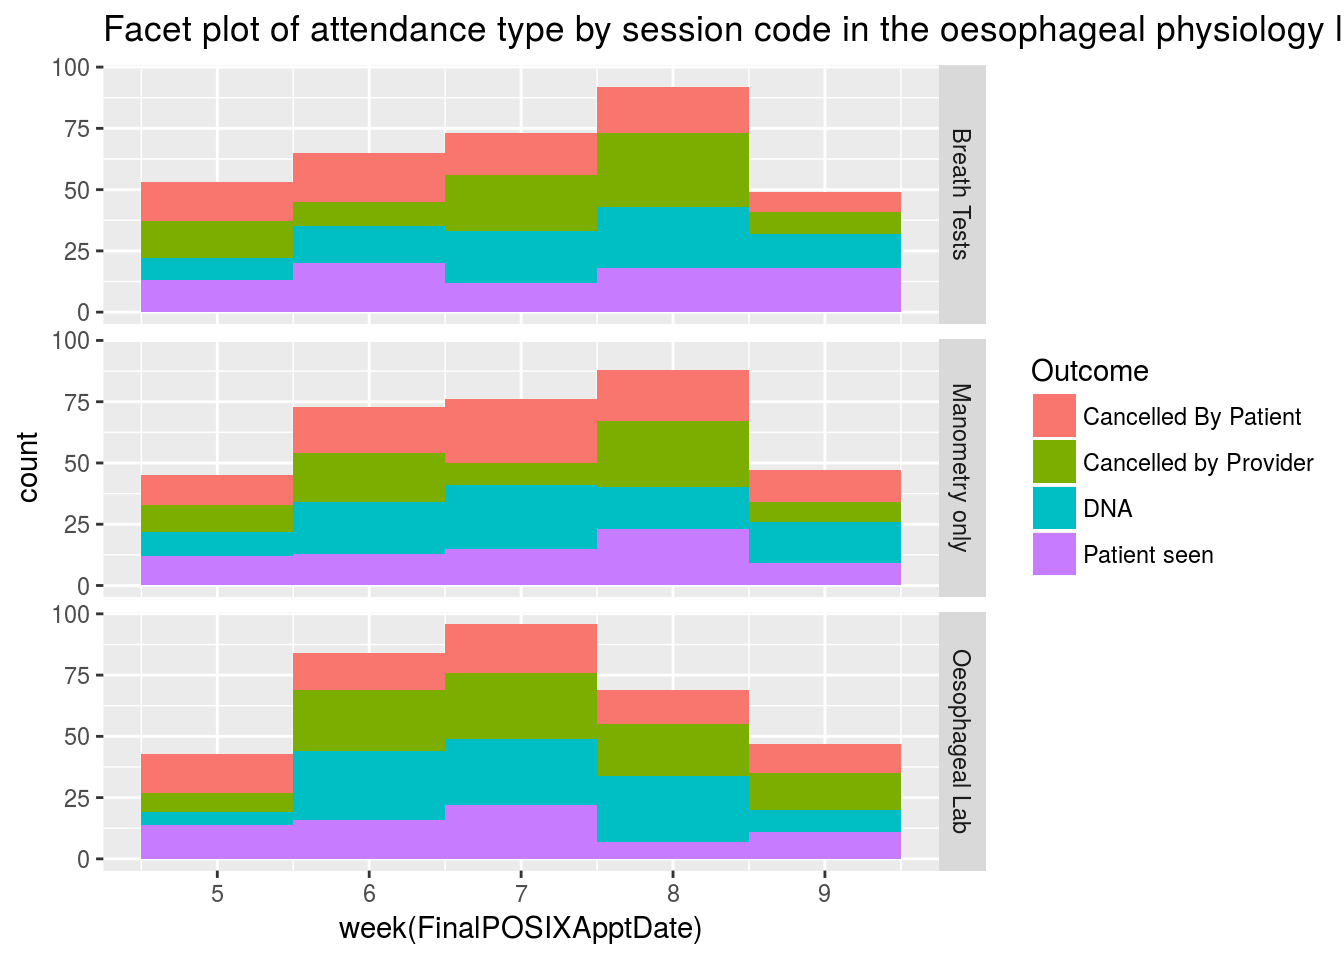 Facet plot of attendance type by session code in the oesophageal physiology
100
75
50
25
0
Breath Tests
100
75
50
25
0
Manometry only
100
75
50
25
0
Oesophageal Lab
count
5 6 7 8 9
week(FinalPOSIXApptDate)
Outcome
Cancelled By Patient
Cancelled by Provider
DNA
Patient seen